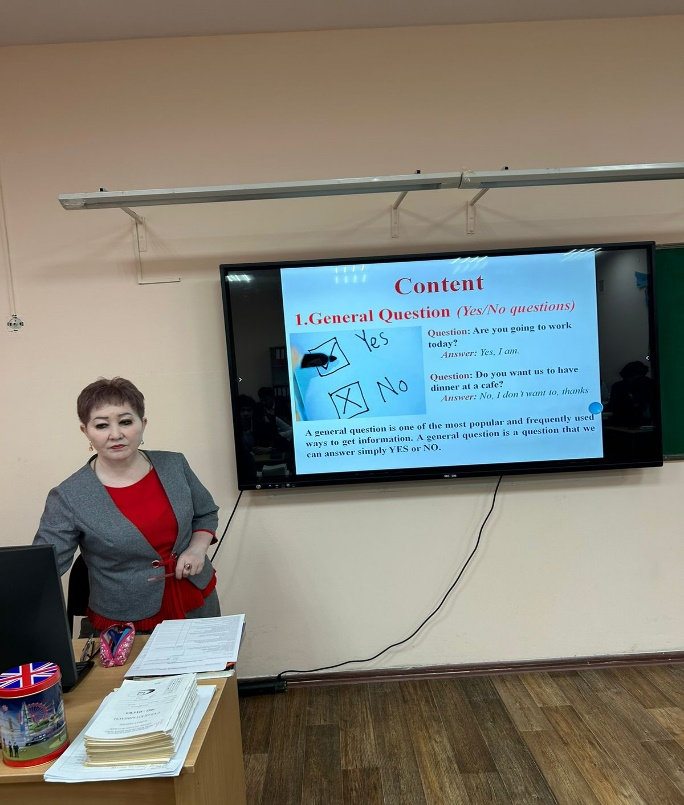 Content
1.General Question (Yes/No questions)
Yes
No
Question: Are you going to work
today?
Answer: Yes, I am.
Question: Do you want us to have
dinner at a cafe?
Answer: No, I don't want to, thanks
A general question is one of the most popular and frequently used
ways to get information. A general question is a question that we
can answer simply YES or NO.